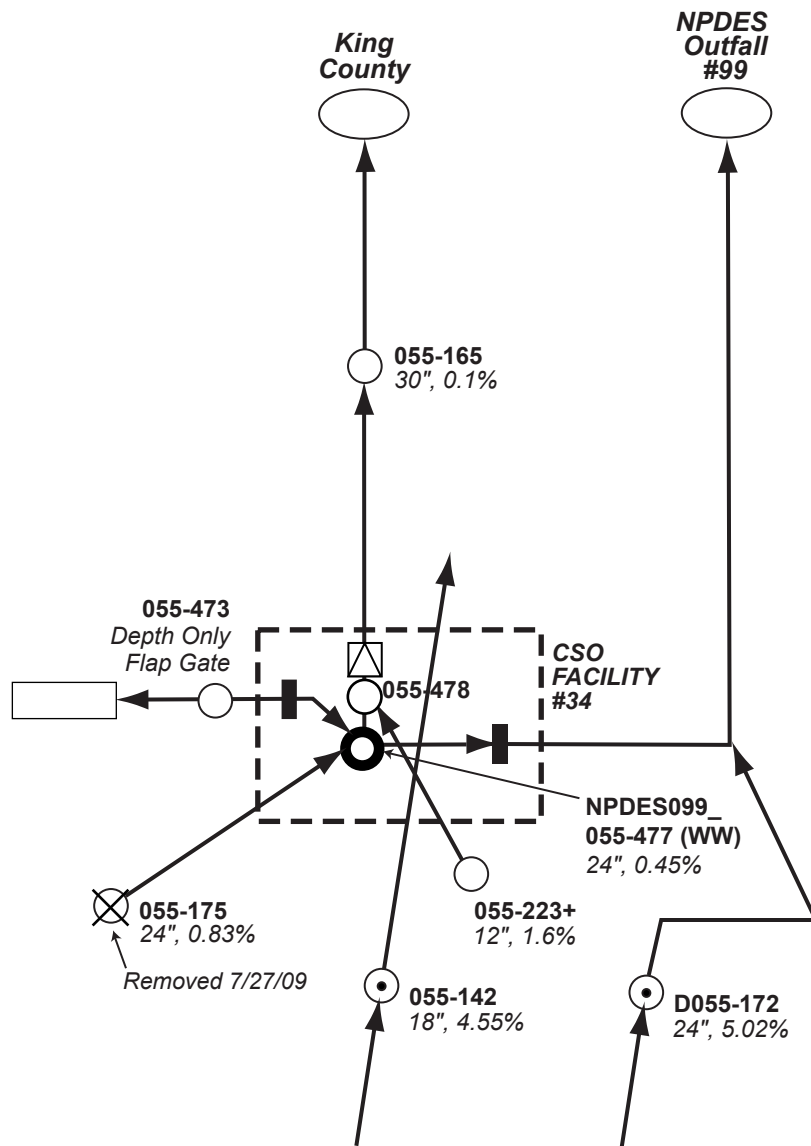 King
County
NPDES
Outfall
#99
055-165
30", 0.1%
055-473
Depth Only
Flap Gate
055-478
CSO
FACILITY
#34
NPDES099_
055-477 (WW)
24", 0.45%
055-175
24", 0.83%
Removed 7/27/09
055-223+
12", 1.6%
055-142
18", 4.55%
D055-172
24", 5.02%